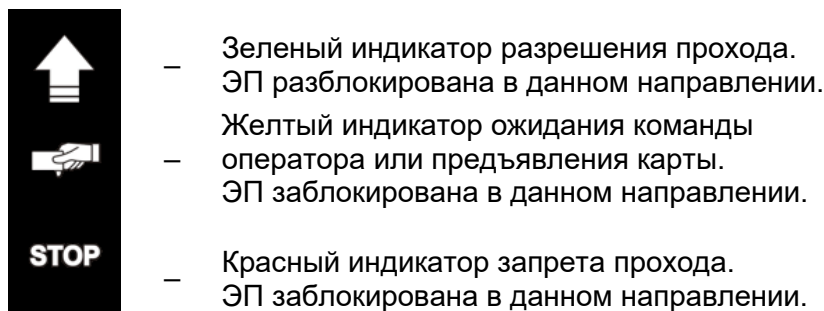 – Зеленый индикатор разрешения прохода.
ЭП разблокирована в данном направлении.
Желтый индикатор ожидания команды
– оператора или предъявления карты.
ЭП заблокирована в данном направлении.
STOP
– Красный индикатор запрета прохода.
ЭП заблокирована в данном направлении.